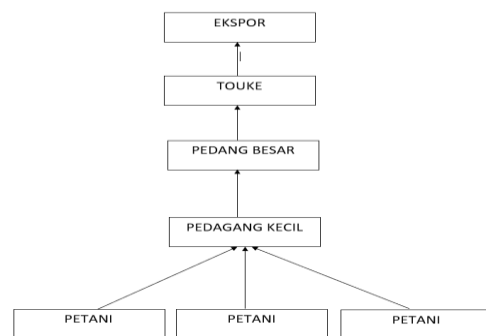 EKSPOR
TOUKE
PEDANG BESAR
PEDAGANG KECIL
PETANI
PETANI
PETANI